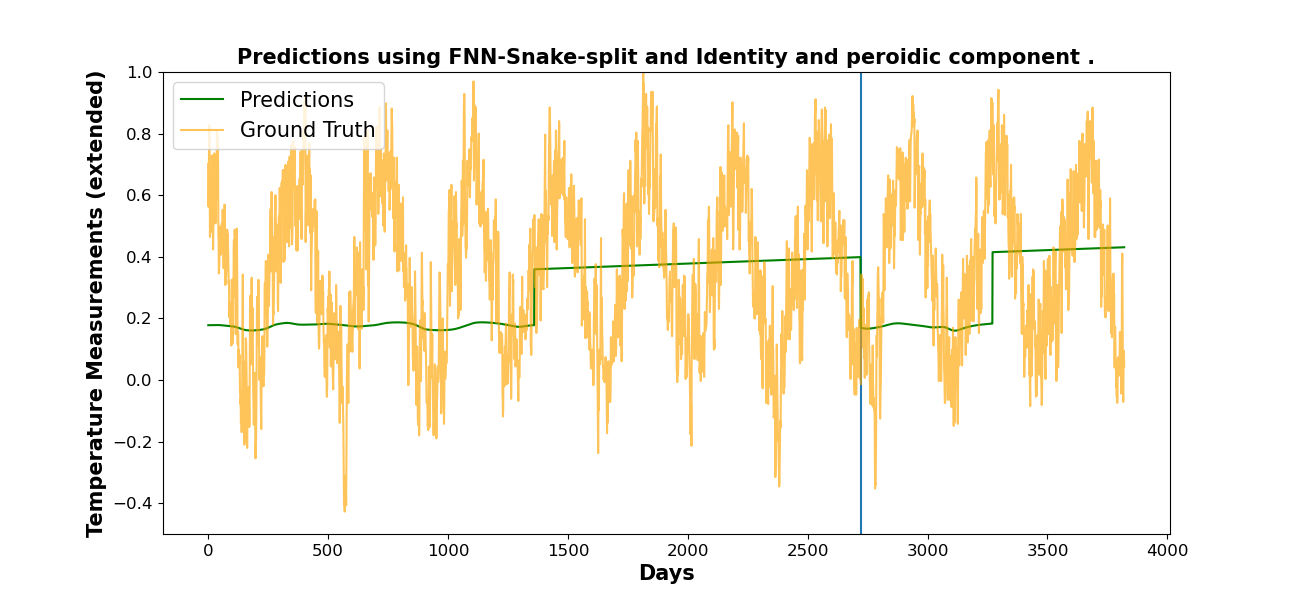 Predictions using FNN-Snake-split and Identity and peroidic component .
Temperature Measurements (extended)
1.0
0.8
0.6
0.4
0.2
0.0
−0.2
−0.4
Predictions
Ground Truth
0 500 1000 1500 2000 2500 3000 3500 4000
Days